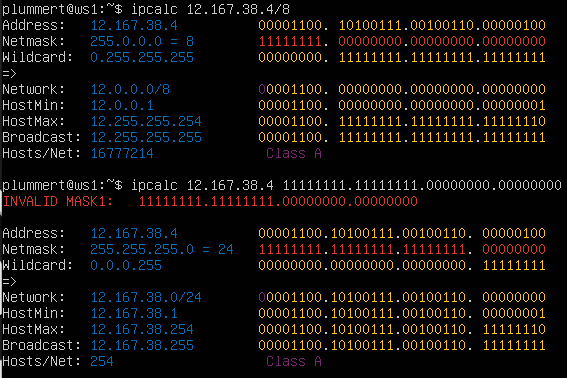 plummert@ws1:~$ ipcalc 12.167.38.4/8
Address:   12.167.38.4          00001100. 10100111.00100110.00000100
Netmask:   255.0.0.0 = 8        11111111. 00000000.00000000.00000000
Wildcard:  0.255.255.255        00000000. 11111111.11111111.11111111
=>
Network:   12.0.0.0/8           00001100. 00000000.00000000.00000000
HostMin:   12.0.0.1             00001100. 00000000.00000000.00000001
HostMax:   12.255.255.254       00001100. 11111111.11111111.11111110
Broadcast: 12.255.255.255       00001100. 11111111.11111111.11111111
Hosts/Net: 16777214              Class A
plummert@ws1:~$ ipcalc 12.167.38.4 11111111.11111111.00000000.00000000
INVALID MASK1:   11111111.11111111.00000000.00000000
Address:   12.167.38.4          00001100.10100111.00100110. 00000100
Netmask:   255.255.255.0 = 24   11111111.11111111.11111111. 00000000
Wildcard:  0.0.0.255            00000000.00000000.00000000. 11111111
=>
Network:   12.167.38.0/24       00001100.10100111.00100110. 00000000
HostMin:   12.167.38.1          00001100.10100111.00100110. 00000001
HostMax:   12.167.38.254        00001100.10100111.00100110. 11111110
Broadcast: 12.167.38.255        00001100.10100111.00100110. 11111111
Hosts/Net: 254                   Class A